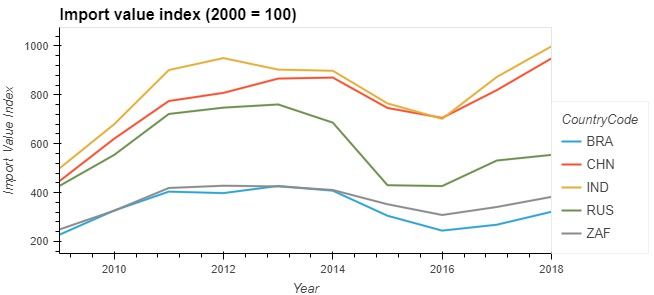 Import value index (2000 = 100)
Import Value Index
1000
800
600
400
200
2010
2012
2014
2016
2018
Year
CountryCode
BRA
CHN
IND
RUS
ZAF